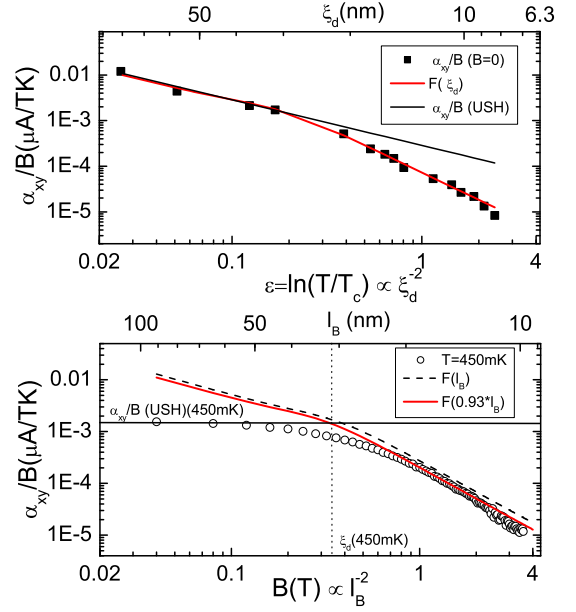 50 ξd(nm) 10 6.3
αxy/B(μA/TK)
0.01
1E-3
1E-4
1E-5
αxy/B (B=0)
F( ξd)
αxy/B (USH)
0.02 0.1 1 4
ε=ln(T/Tc) ∝ ξd-2
lB (nm)
100 50 10
αxy/B(μA/TK)
0.01
1E-3
1E-4
1E-5
T=450mK
F(lB)
F(0.93*lB)
αxy/B (USH)(450mK)
ξd(450mK)
0.02 0.1 1 4
B(T) ∝ lB-2